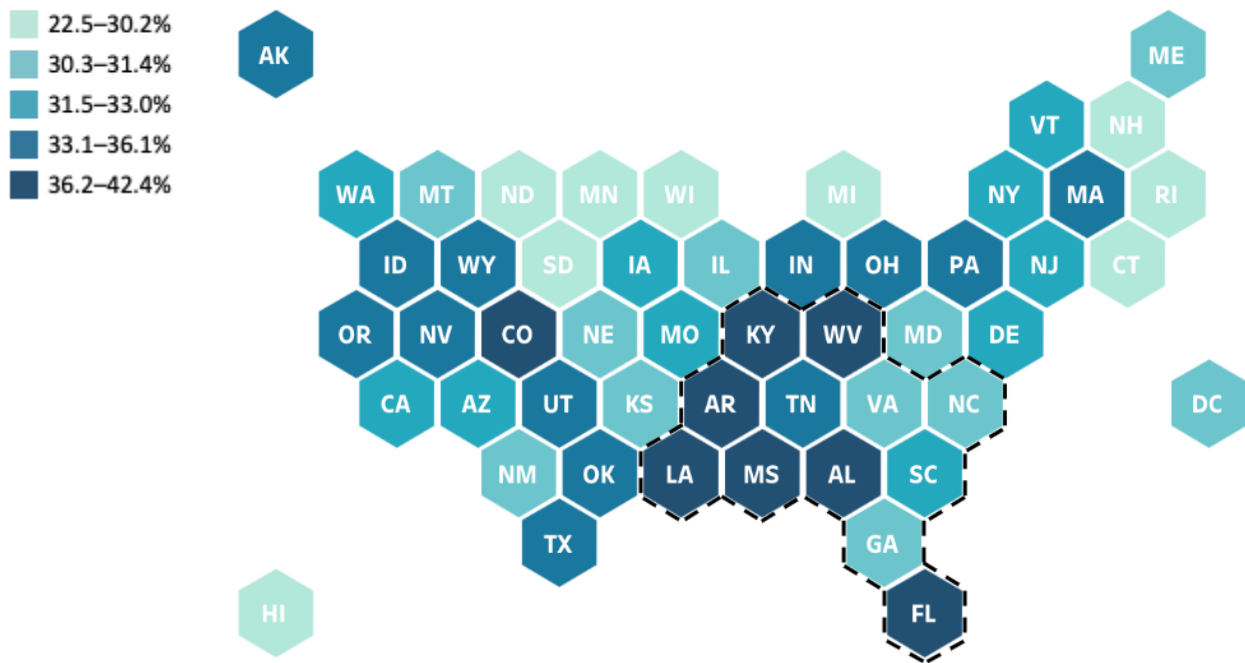 22.5–30.2%
30.3–31.4%
31.5–33.0%
33.1–36.1%
36.2–42.4%
AK ME
VT NH
WA MT ND MN WI MI NY MA RI
ID WY SD IA IL IN OH PA NJ CT
OR NV CO NE MO KY WV MD DE
CA AZ UT KS AR TN VA NC DC
NM OK LA MS AL SC
TX GA
HI FL